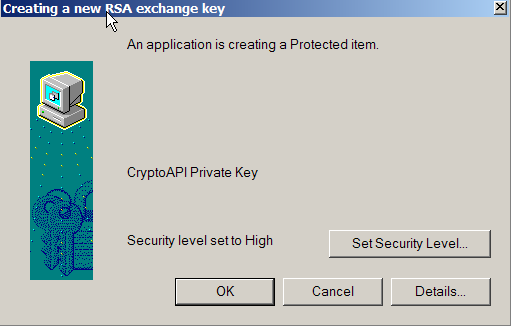 Creating a new RSA exchange key
An application is creating a Protected item.
CryptoAPI Private Key
Security level set to High
Set Security Level...
OK
Cancel
Details...